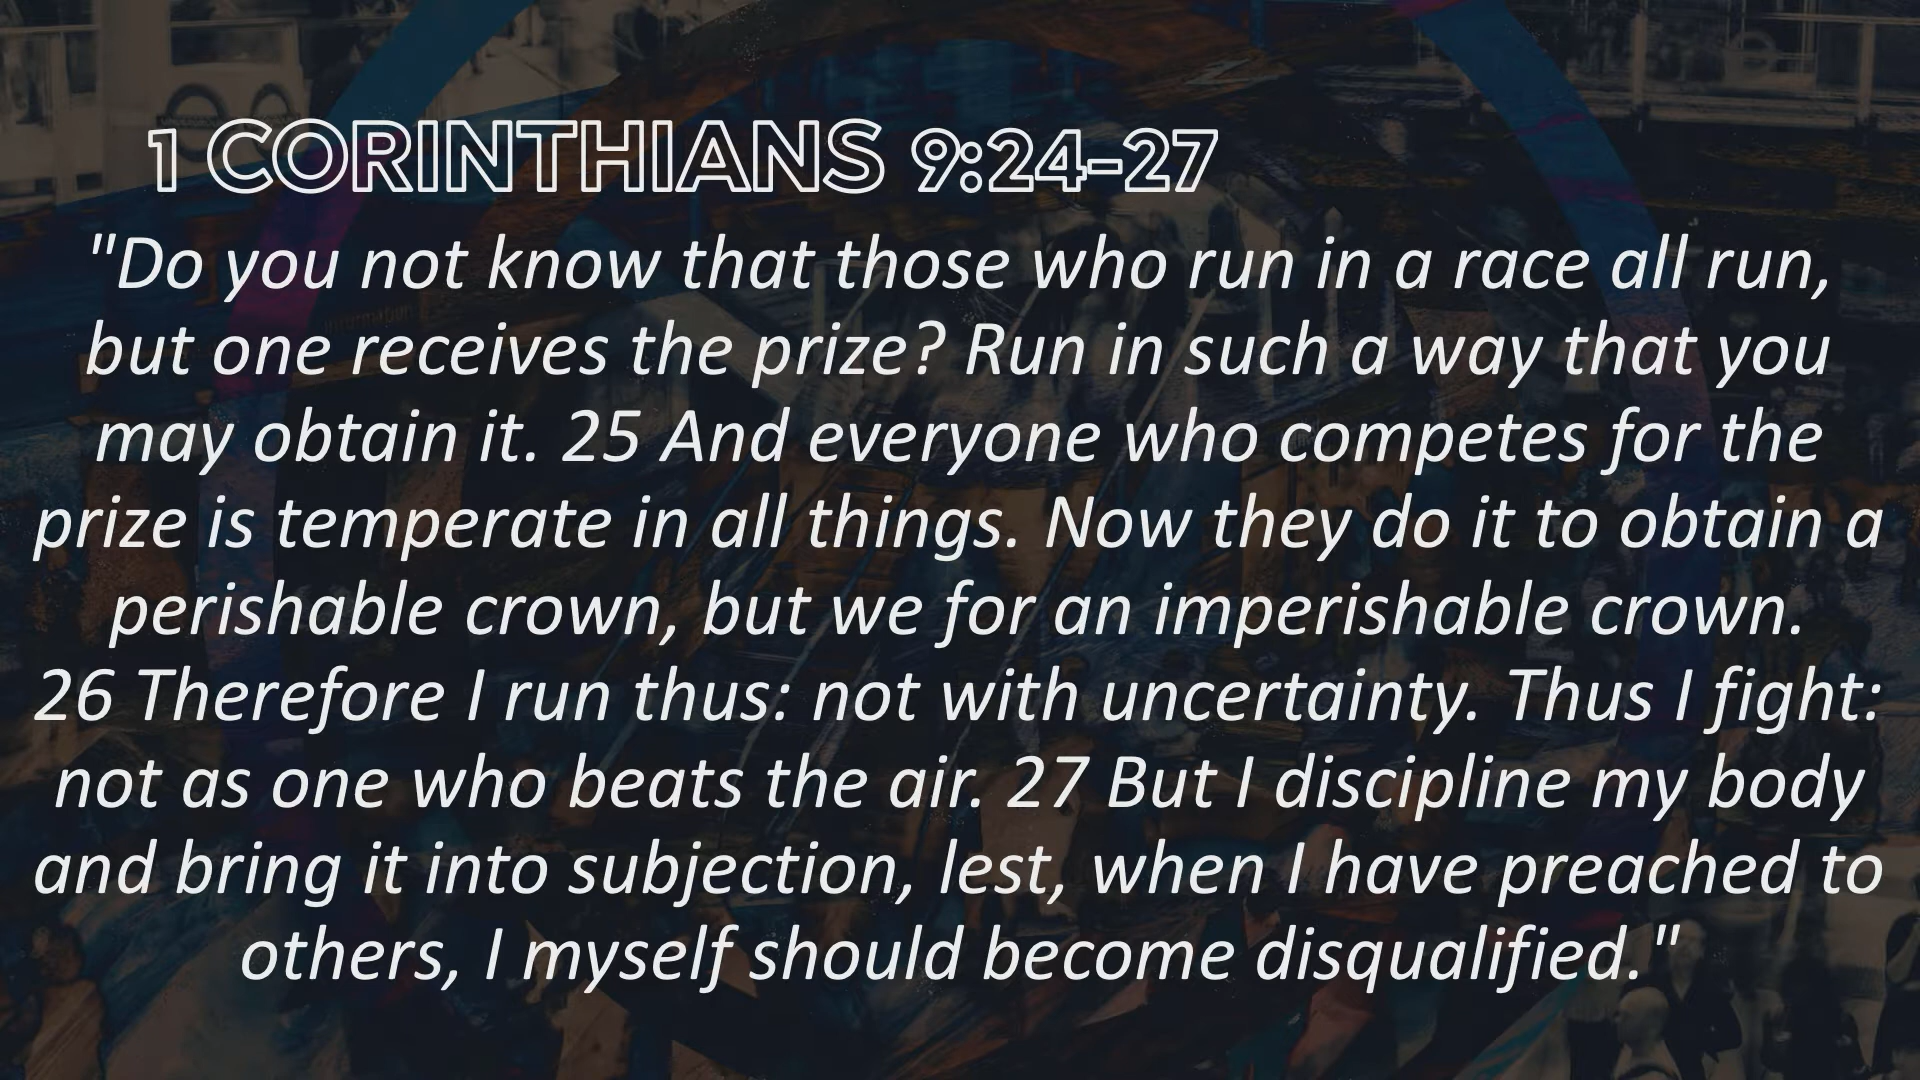 1 CORINTHIANS 9:24-27
"Do you not know that those who run in a race all run,
but one receives the prize? Run in such a way that you
may obtain it. 25 And everyone who competes for the
prize is temperate in all things. Now they do it to obtain a
perishable crown, but we for an imperishable crown.
26 Therefore I run thus: not with uncertainty. Thus I fight:
not as one who beats the air. 27 But I discipline my body
and bring it into subjection, lest, when I have preached to
others, I myself should become disqualified."